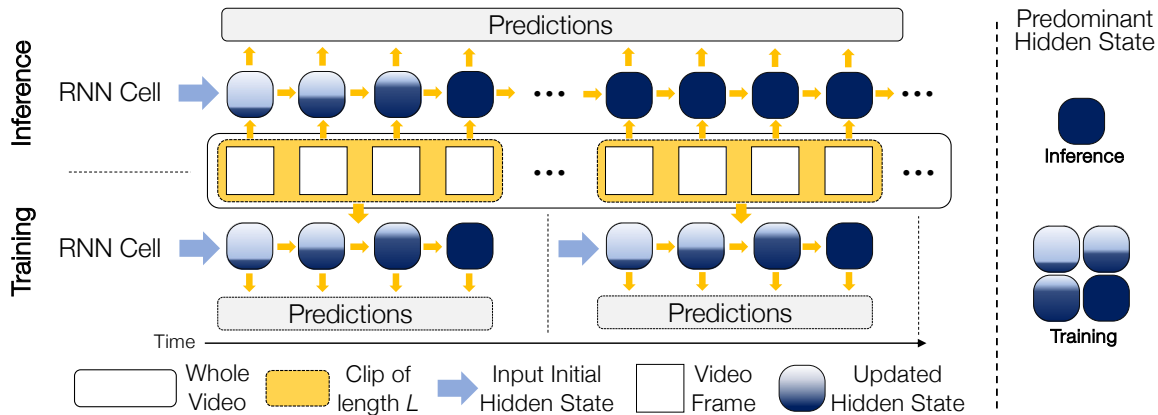 Predictions
Predominant
Hidden State
Inference
RNN Cell
•••
•••
Inference
•••
•••
Training
RNN Cell
Training
Predictions
Predictions
Time
Whole
Video
Clip of
length L
Input Initial
Hidden State
Video
Frame
Updated
Hidden State